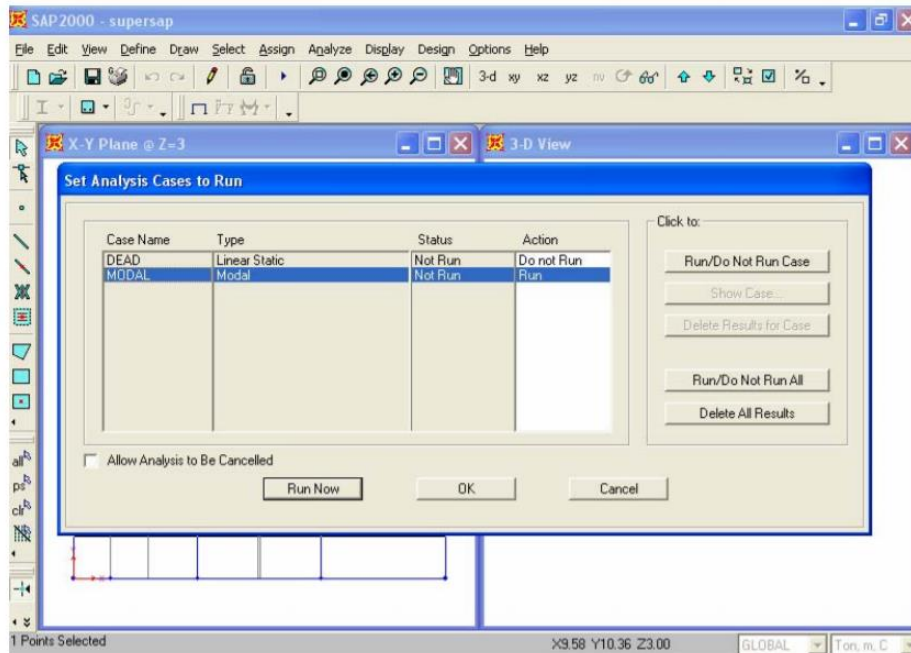 SAP2000 - supersap
File Edit View Define Draw Select Assign Analyze Display Design Options Help
3-d xy xz yz nv
X-Y Plane @ Z=3
3-D View
Set Analysis Cases to Run
Click to:
Case Name Type Status Action
DEAD Linear Static Not Run Do not Run
MODAL Modal Not Run Run
Run/Do Not Run Case
Show Case...
Delete Results for Case
Run/Do Not Run All
Delete All Results
Allow Analysis to Be Cancelled
Run Now OK Cancel
all
ps
clr
1 Points Selected
X9.58 Y10.36 Z3.00
GLOBAL
Ton, m, C